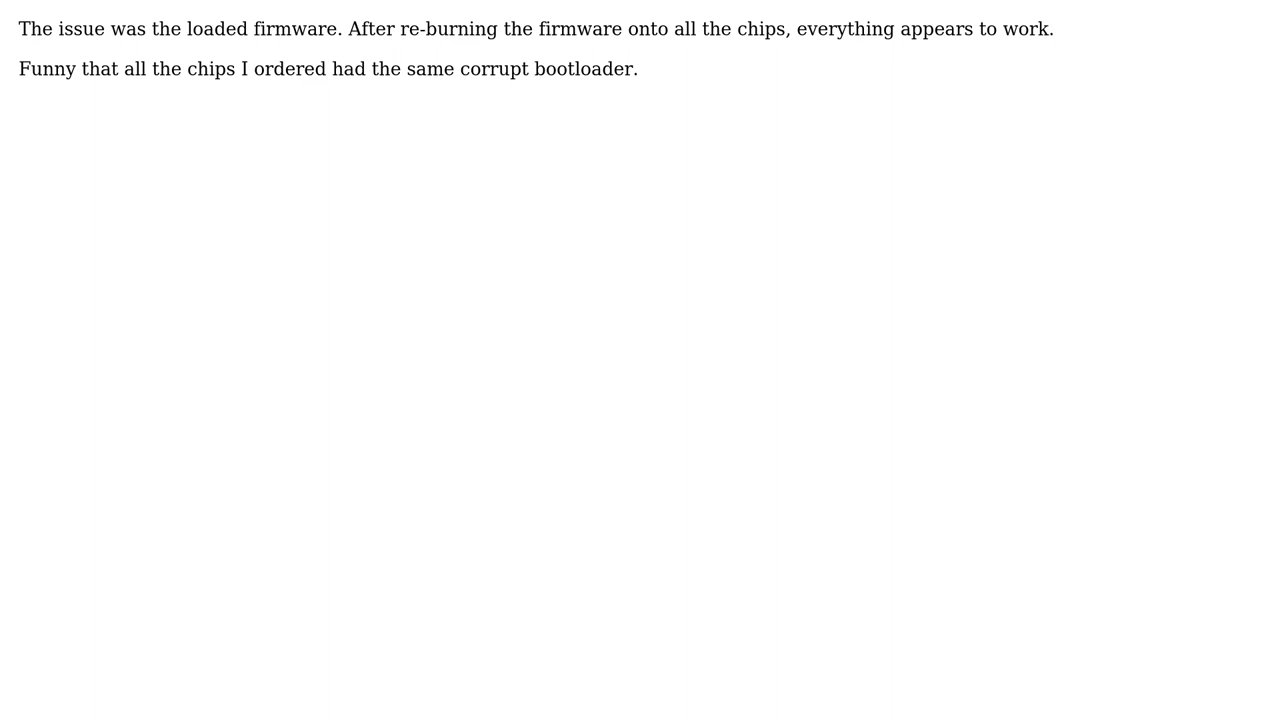 The issue was the loaded firmware. After re-burning the firmware onto all the chips, everything appears to work.
Funny that all the chips I ordered had the same corrupt bootloader.